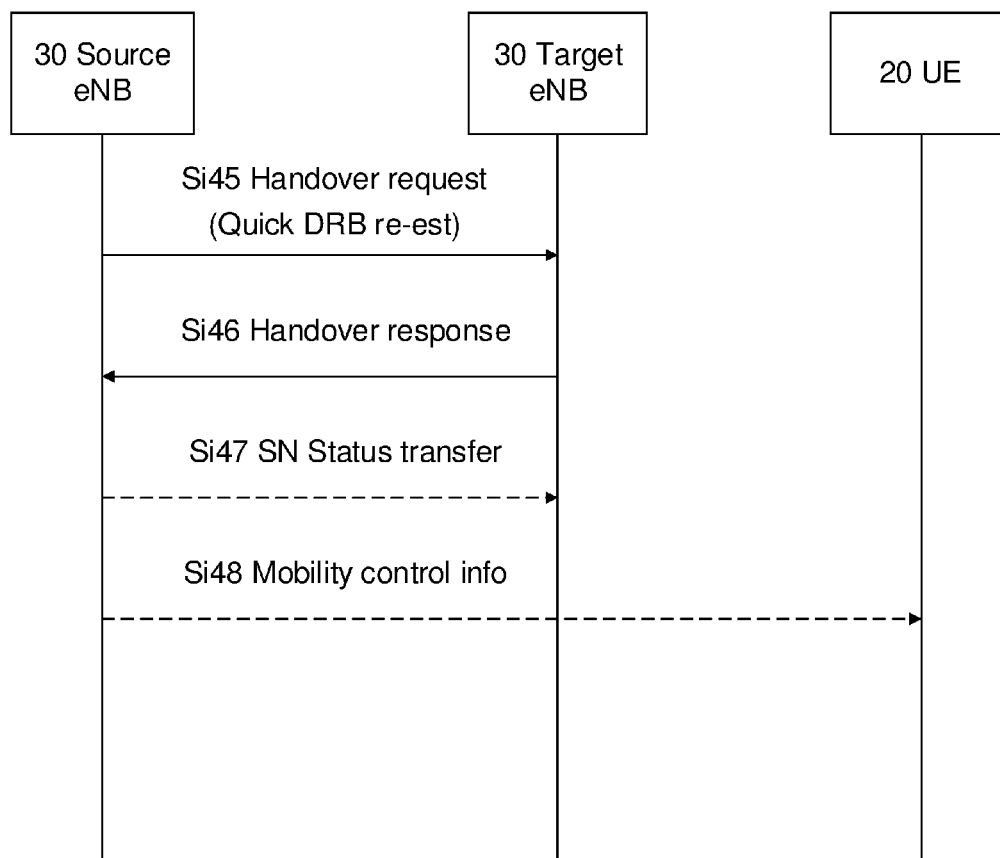 30 Source
eNB
30 Target
eNB
20 UE
Si45 Handover request
(Quick DRB re-est)
Si46 Handover response
Si47 SN Status transfer
Si48 Mobility control info